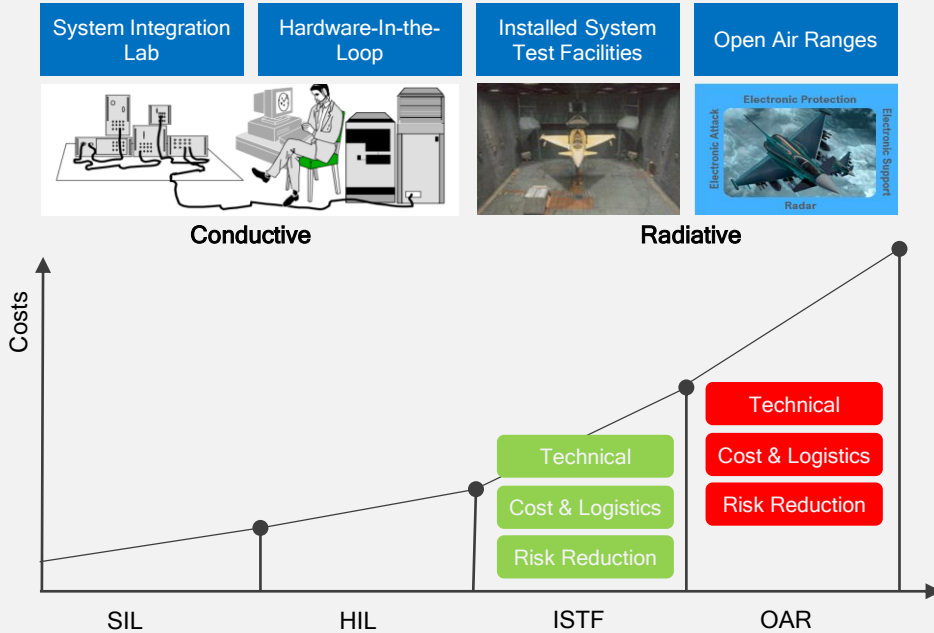 System Integration
Lab
Hardware-In-the-
Loop
Installed System
Test Facilities
Open Air Ranges
Electronic Protection
Electronic Attack
Electronic Support
Radar
Conductive
Radiative
Costs
Technical
Cost & Logistics
Risk Reduction
Technical
Cost & Logistics
Risk Reduction
SIL
HIL
ISTF
OAR